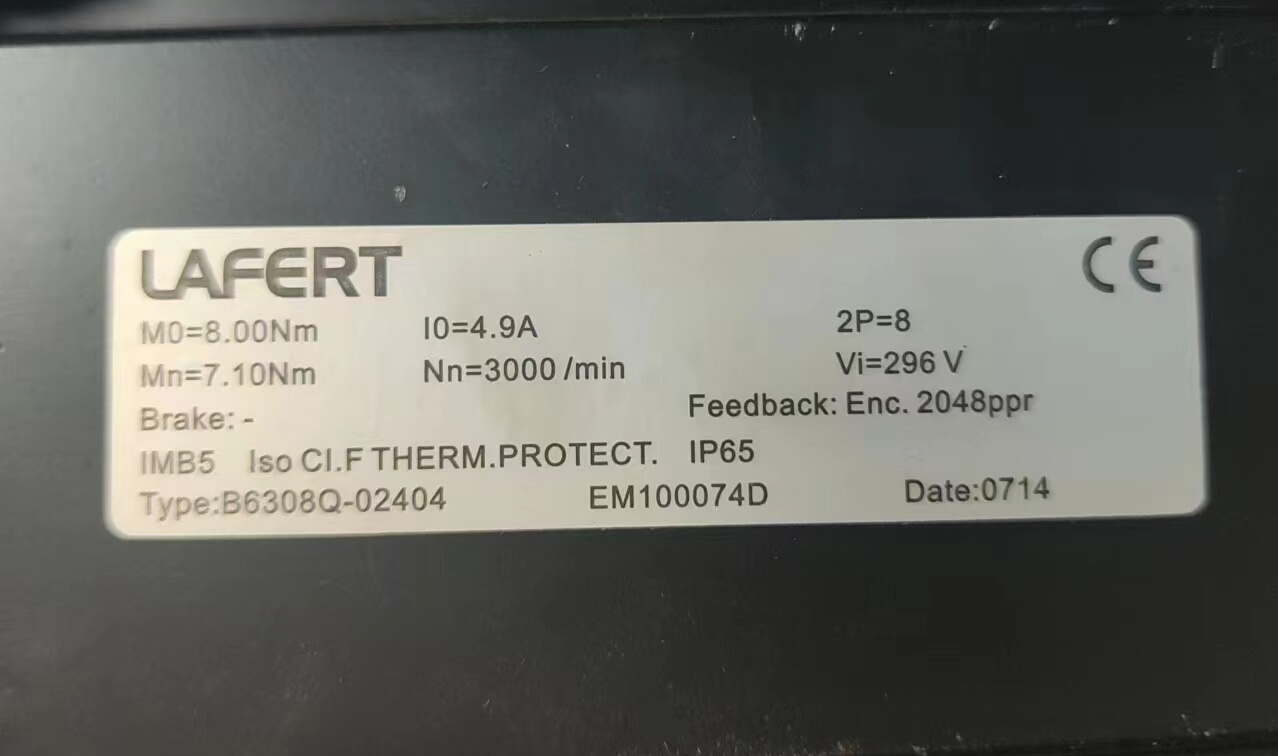 LAFERT CE
M0=8.00Nm I0=4.9A 2P=8
Mn=7.10Nm Nn=3000 /min Vi=296 V
Brake: - Feedback: Enc. 2048ppr
IMB5 Iso Cl.F THERM.PROTECT. IP65
Type:B6308Q-02404 EM100074D Date:0714